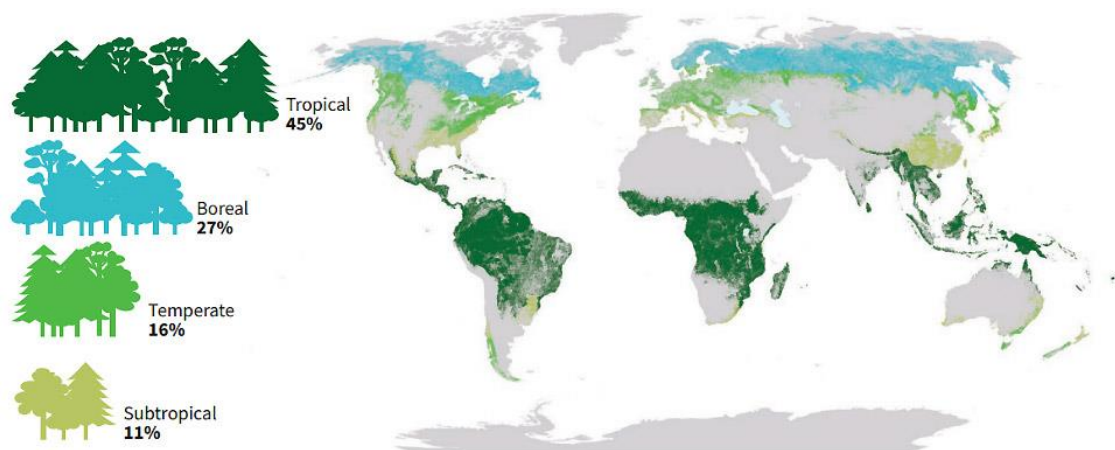 Tropical
45%
Boreal
27%
Temperate
16%
Subtropical
11%